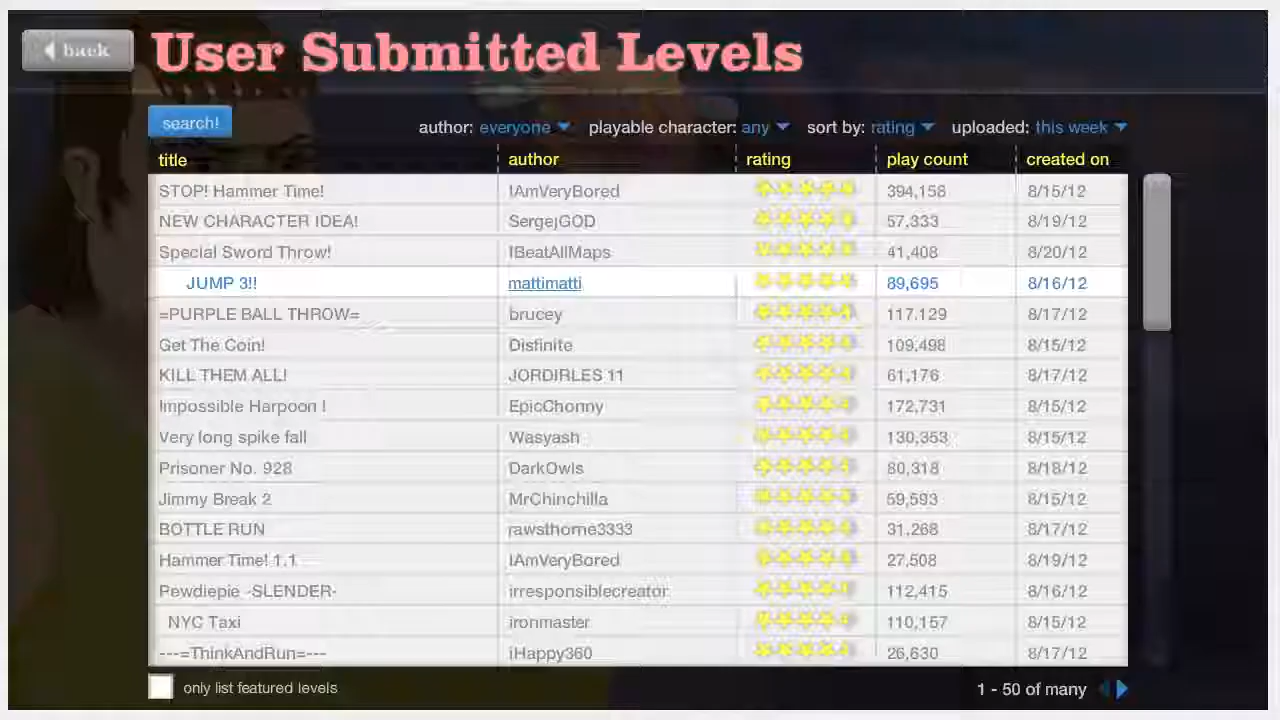 back
User Submitted Levels
search!
author: everyone playable character: any sort by: rating uploaded: this week
title author rating play count created on
STOP! Hammer Time! IAmVeryBored 394,158 8/15/12
NEW CHARACTER IDEA! SergejGOD 57,333 8/19/12
Special Sword Throw! IBeatAllMaps 41,408 8/20/12
JUMP 3!! mattimatti 89,695 8/16/12
=PURPLE BALL THROW= brucey 117,129 8/17/12
Get The Coin! Disfinite 109,498 8/15/12
KILL THEM ALL! JORDIRLES 11 61,176 8/17/12
Impossible Harpoon ! EpicChonny 172,731 8/15/12
Very long spike fall Wasyash 130,353 8/15/12
Prisoner No. 928 DarkOwls 80,318 8/18/12
Jimmy Break 2 MrChinchilla 59,593 8/15/12
BOTTLE RUN rawsthorne3333 31,268 8/17/12
Hammer Time! 1.1 IAmVeryBored 27,508 8/19/12
Pewdiepie -SLENDER- irresponsiblecreator 112,415 8/16/12
NYC Taxi ironmaster 110,157 8/15/12
---=ThinkAndRun=--- iHappy360 26,630 8/17/12
only list featured levels 1 - 50 of many